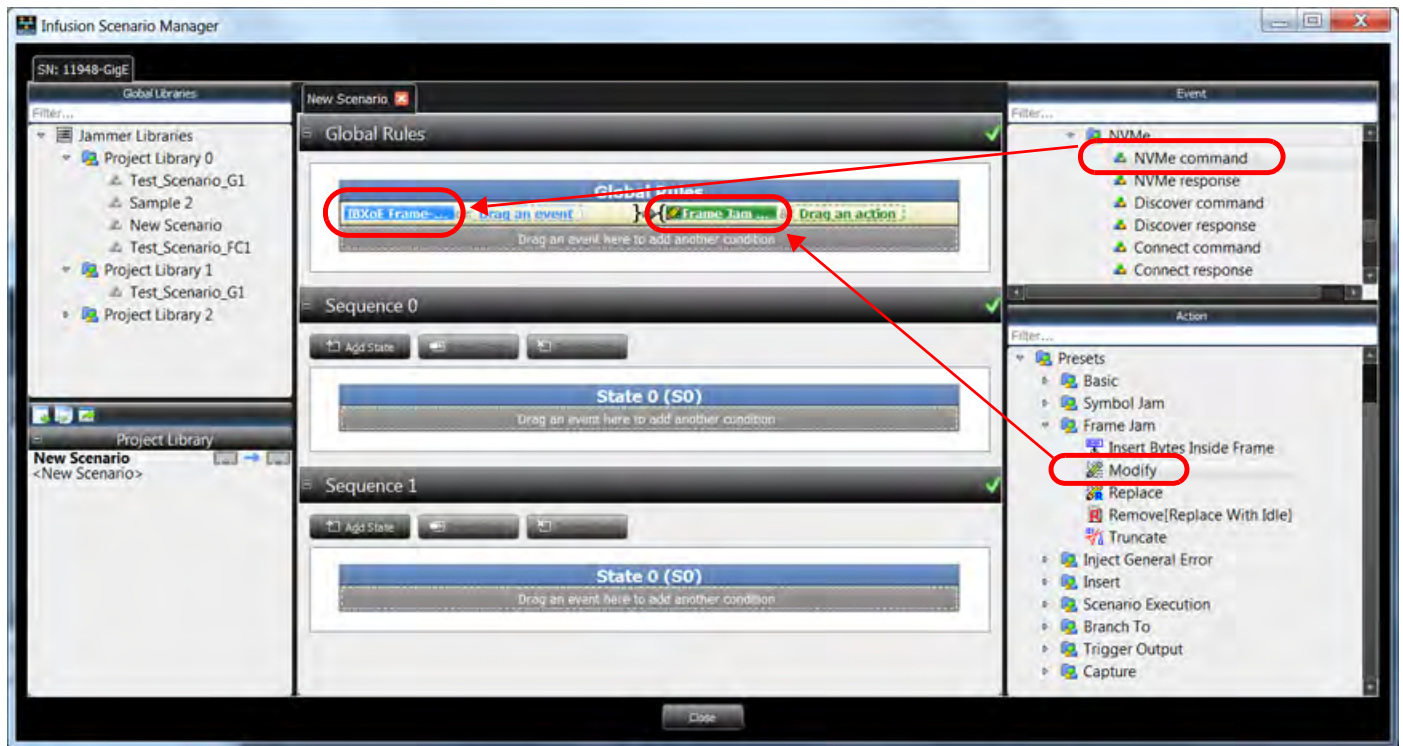 Infusion Scenario Manager
SN: 11948-GigE
Global Libraries
Filter...
Jammer Libraries
Project Library 0
Test_Scenario_G1
Sample 2
New Scenario
Test_Scenario_FC1
Project Library 1
Test_Scenario_G1
Project Library 2
Project Library
New Scenario
<New Scenario>
New Scenario
Global Rules
Global Rules
IBXoE Frame-... or Drag an event
Frame Jam ... & Drag an action
Drag an event here to add another condition
Sequence 0
Add State
State 0 (S0)
Drag an event here to add another condition
Sequence 1
Add State
State 0 (S0)
Drag an event here to add another condition
Event
Filter...
NVMe
NVMe command
NVMe response
Discover command
Discover response
Connect command
Connect response
Action
Filter...
Presets
Basic
Symbol Jam
Frame Jam
Insert Bytes Inside Frame
Modify
Replace
Remove[Replace With Idle]
Truncate
Inject General Error
Insert
Scenario Execution
Branch To
Trigger Output
Capture
Close